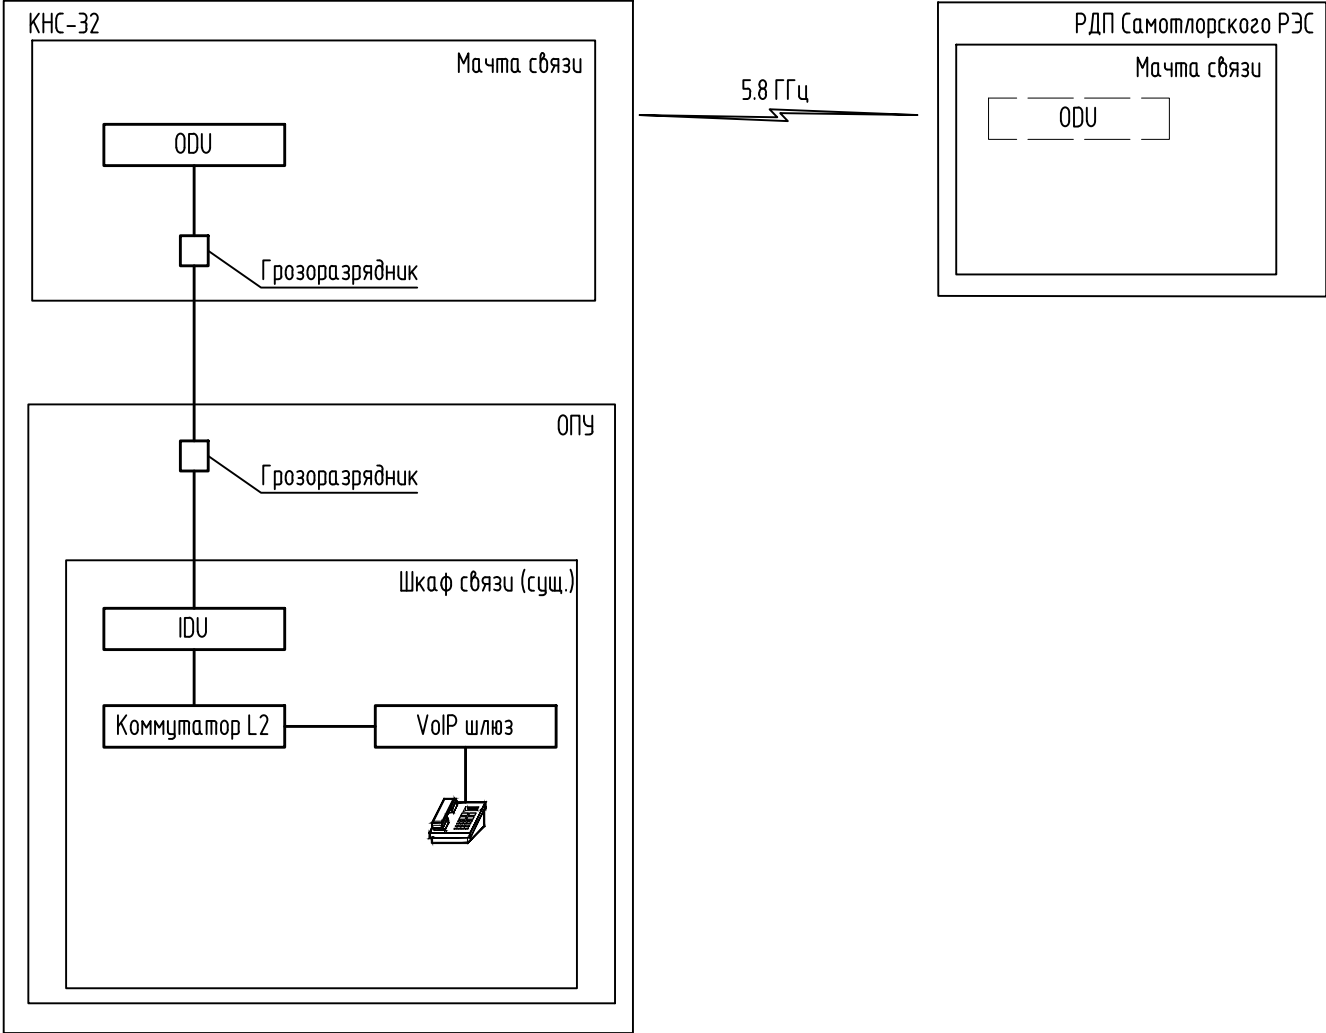 КНС-32
Мачта связи
ODU
Грозоразрядник
ОПУ
Грозоразрядник
Шкаф связи (сущ.)
IDU
Коммутатор L2
VoIP шлюз
5.8 ГГц
РДП Самотлорского РЭС
Мачта связи
ODU